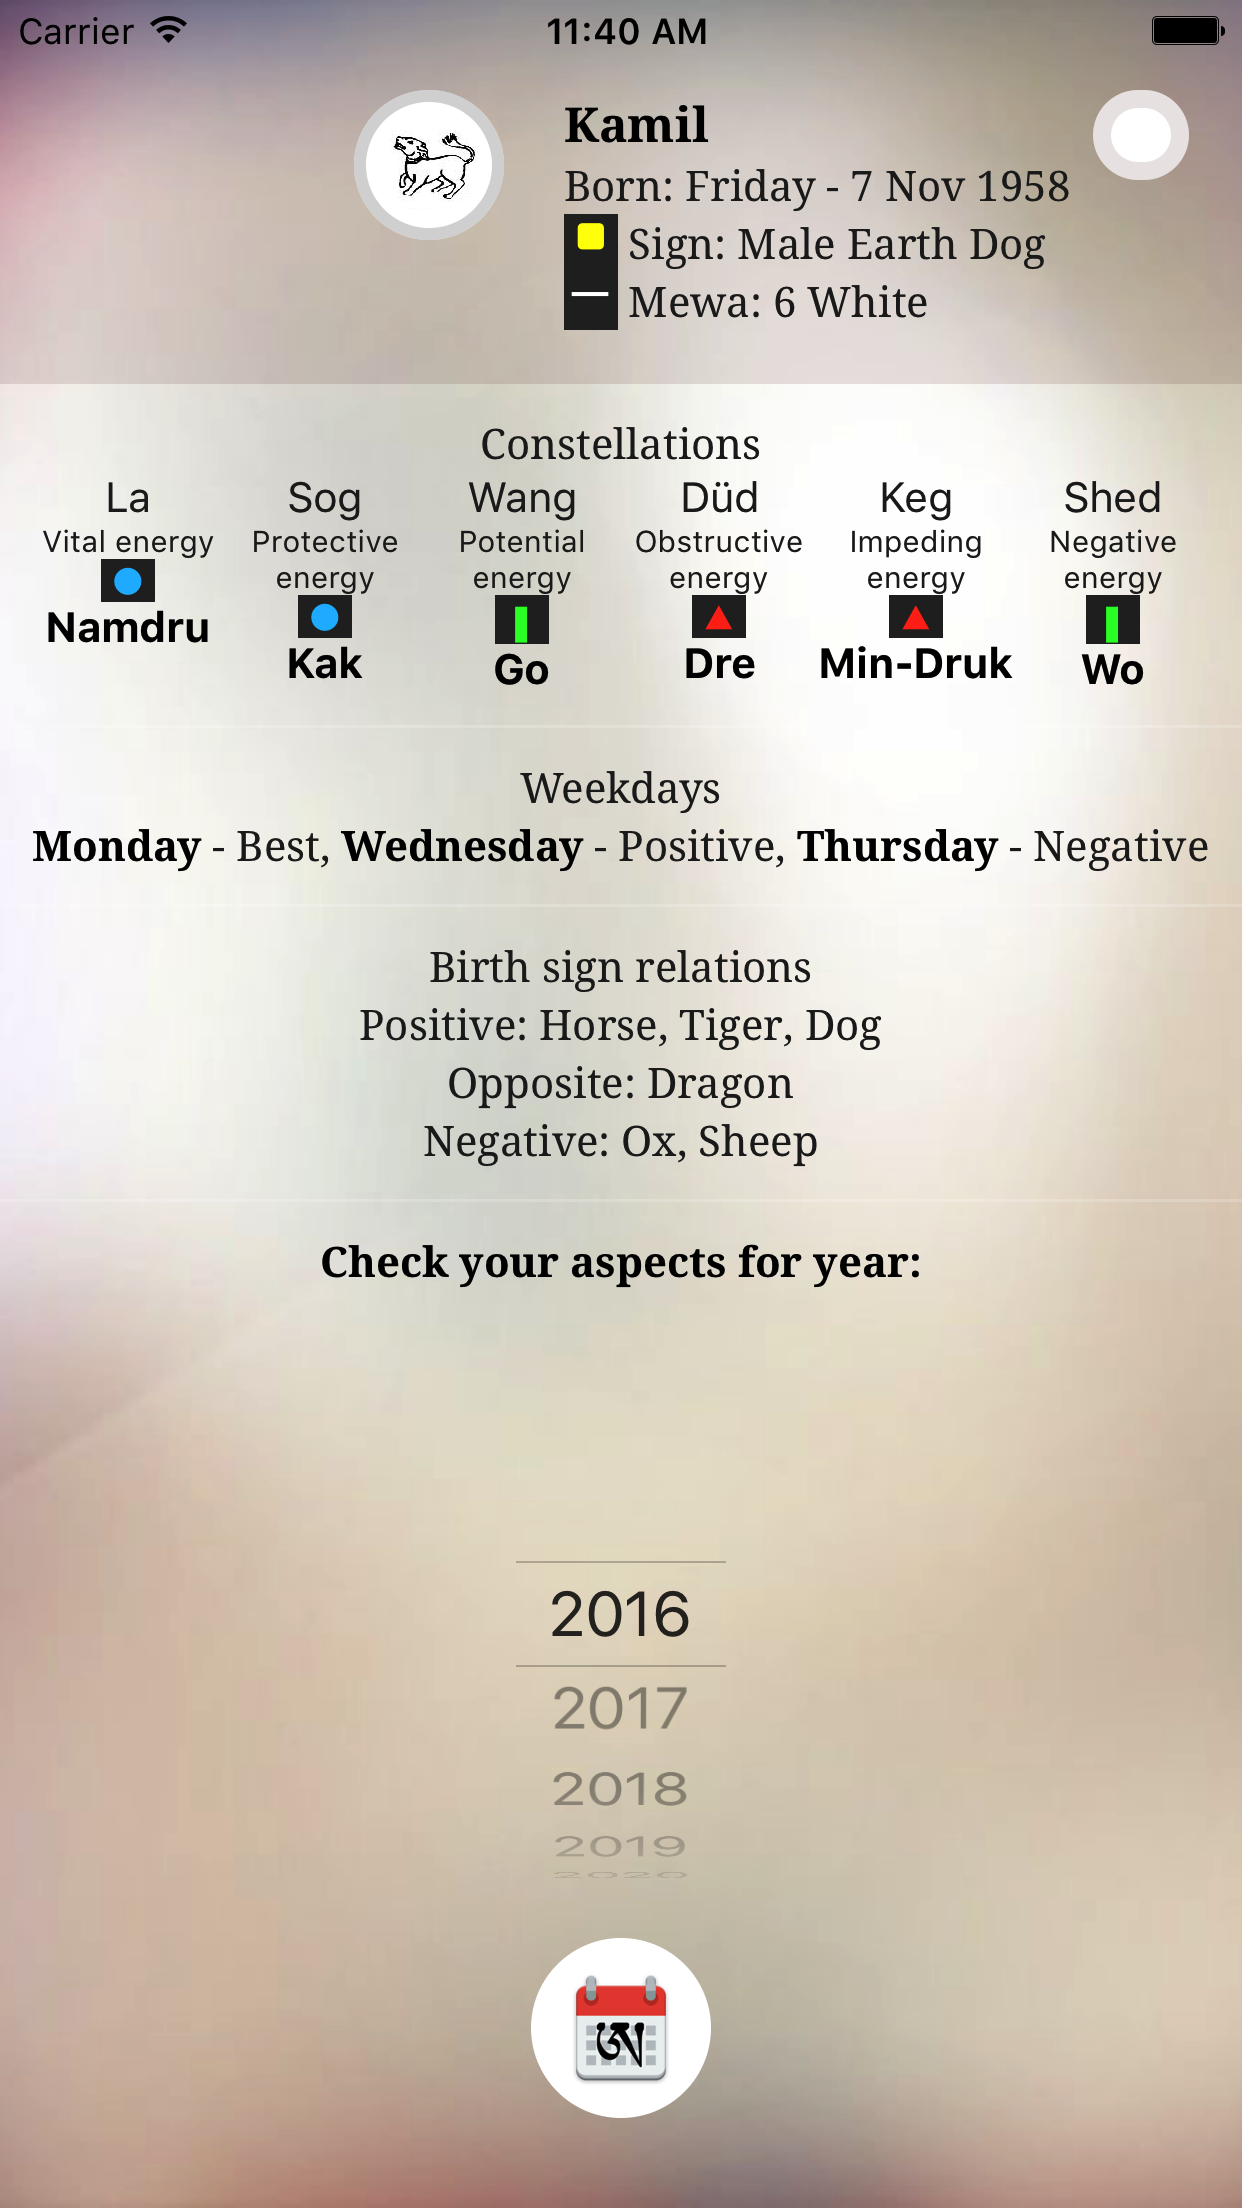 Carrier
11:40 AM
Kamil
Born: Friday - 7 Nov 1958
Sign: Male Earth Dog
Mewa: 6 White
Constellations
La
Vital energy
Namdru
Sog
Protective
energy
Kak
Wang
Potential
energy
Go
Düd
Obstructive
energy
Dre
Keg
Impeding
energy
Min-Druk
Shed
Negative
energy
Wo
Weekdays
Monday - Best, Wednesday - Positive, Thursday - Negative
Birth sign relations
Positive: Horse, Tiger, Dog
Opposite: Dragon
Negative: Ox, Sheep
Check your aspects for year:
2016
2017
2018
2019
2020
ཨ